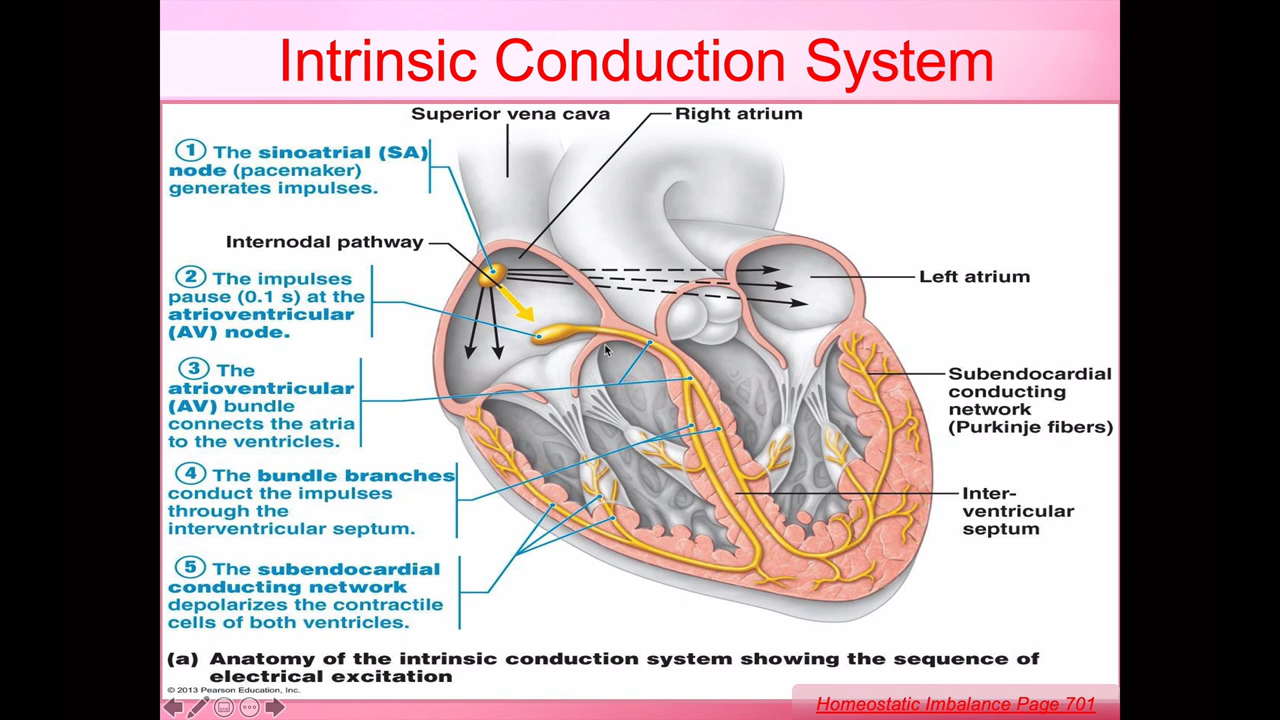 Intrinsic Conduction System
Superior vena cava
Right atrium
1 The sinoatrial (SA)
node (pacemaker)
generates impulses.
Internodal pathway
2 The impulses
pause (0.1 s) at the
atrioventricular
(AV) node.
Left atrium
3 The
atrioventricular
(AV) bundle
connects the atria
to the ventricles.
Subendocardial
conducting
network
(Purkinje fibers)
4 The bundle branches
conduct the impulses
through the
interventricular septum.
Inter-
ventricular
septum
5 The subendocardial
conducting network
depolarizes the contractile
cells of both ventricles.
(a) Anatomy of the intrinsic conduction system showing the sequence of
electrical excitation
© 2013 Pearson Education, Inc.
Homeostatic Imbalance Page 701